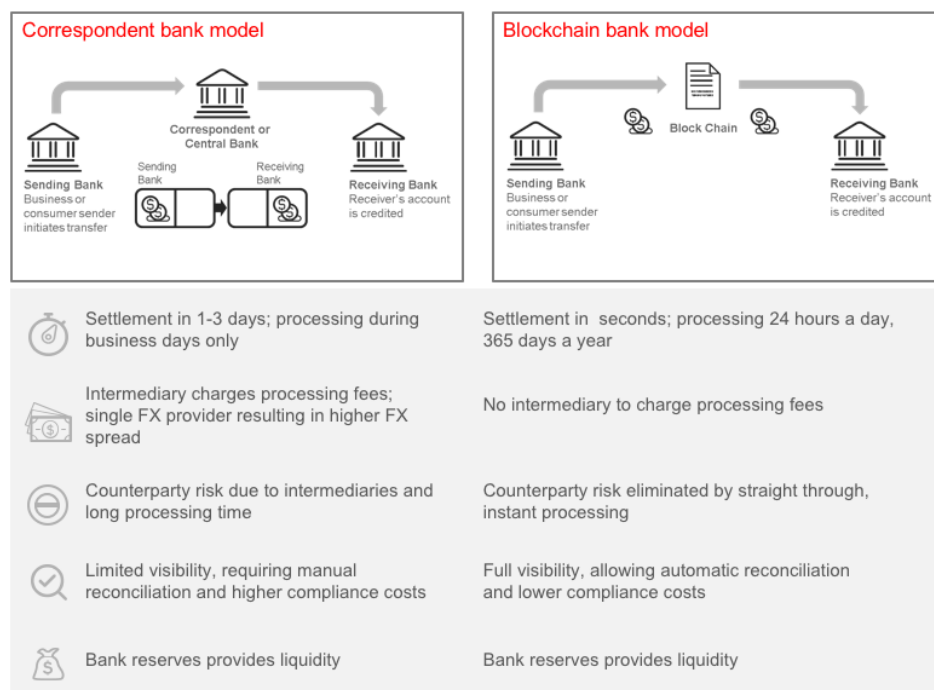 Correspondent bank model
Correspondent or
Central Bank
Sending
Bank
Receiving
Bank
Sending Bank
Business or
consumer sender
initiates transfer
Receiving Bank
Receiver's account
is credited
Blockchain bank model
Block Chain
Sending Bank
Business or
consumer sender
initiates transfer
Receiving Bank
Receiver's account
is credited
Settlement in 1-3 days; processing during
business days only
Settlement in seconds; processing 24 hours a day,
365 days a year
Intermediary charges processing fees;
single FX provider resulting in higher FX
spread
No intermediary to charge processing fees
Counterparty risk due to intermediaries and
long processing time
Counterparty risk eliminated by straight through,
instant processing
Limited visibility, requiring manual
reconciliation and higher compliance costs
Full visibility, allowing automatic reconciliation
and lower compliance costs
Bank reserves provides liquidity
Bank reserves provides liquidity